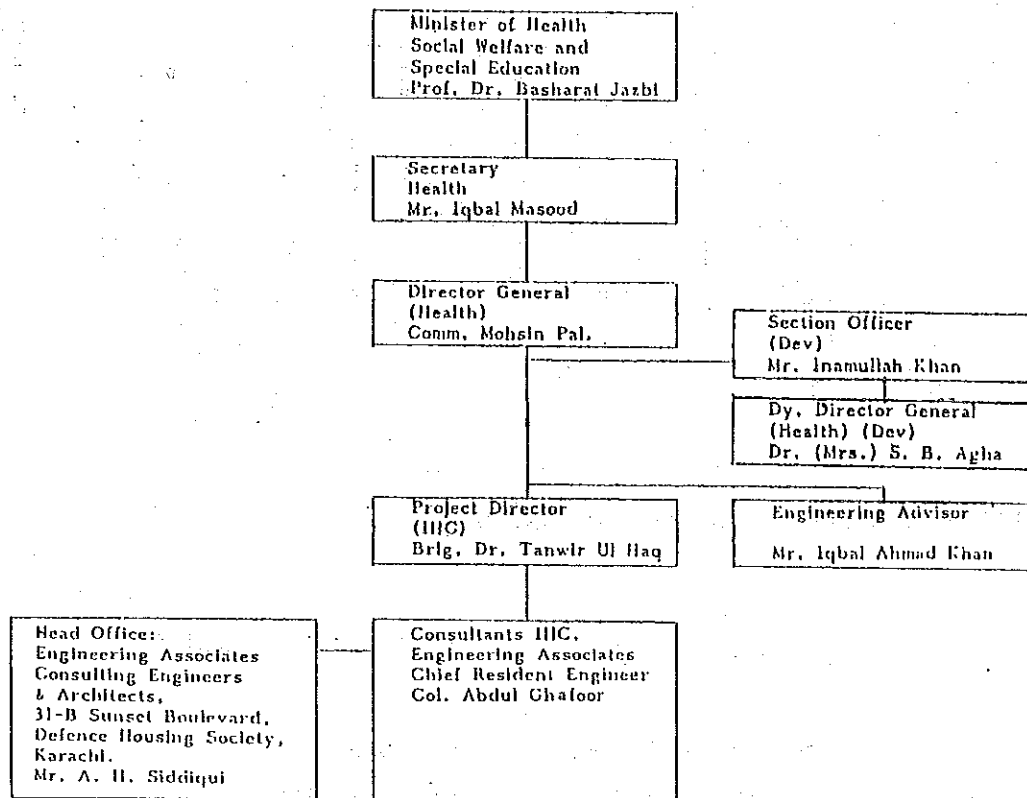 Minister of Health
Social Welfare and
Special Education
Prof. Dr. Basharat Jazbi
Secretary
Health
Mr. Iqbal Masood
Director General
(Health)
Comm. Mohsin Pal.
Section Officer
(Dev)
Mr. Inamullah Khan
Dy. Director General
(Health) (Dev)
Dr. (Mrs.) S. B. Agha
Project Director
(IHC)
Brig. Dr. Tanwir Ul Haq
Engineering Advisor
Mr. Iqbal Ahmad Khan
Head Office:
Engineering Associates
Consulting Engineers
& Architects,
31-B Sunset Boulevard,
Defence Housing Society,
Karachi.
Mr. A. H. Siddiqui
Consultants IHC,
Engineering Associates
Chief Resident Engineer
Col. Abdul Ghafoor